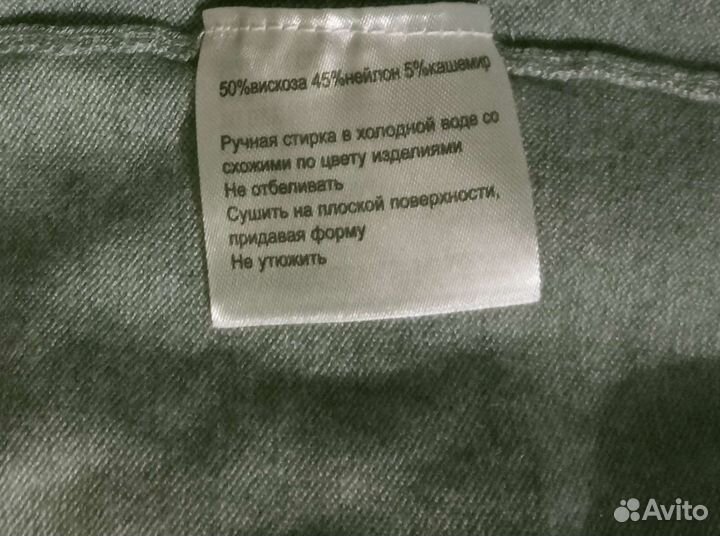 50%вискоза 45%нейлон 5%кашемир
Ручная стирка в холодной воде со
схожими по цвету изделиями
Не отбеливать
Сушить на плоской поверхности,
придавая форму
Не утюжить
Avito